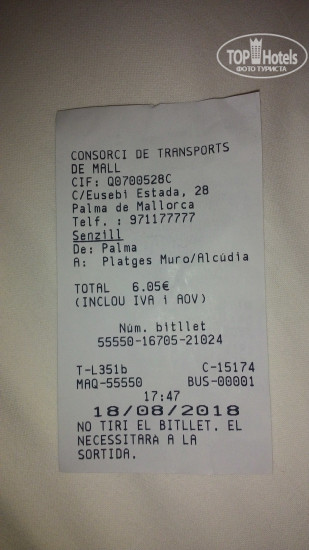 TOP Hotels
ФОТО ТУРИСТА
CONSORCI DE TRANSPORTS
DE MALL
CIF: Q0700528C
C/Eusebi Estada, 28
Palma de Mallorca
Telf. : 971177777
Senzill
De: Palma
A: Platges Muro/Alcúdia
TOTAL 6.05€
(INCLOU IVA i AOV)
Núm. bitllet
55550-16705-21024
T-L351b C-15174
MAQ-55550 BUS-00001
17:47
18/08/2018
NO TIRI EL BITLLET, EL
NECESSITARA A LA
SORTIDA.